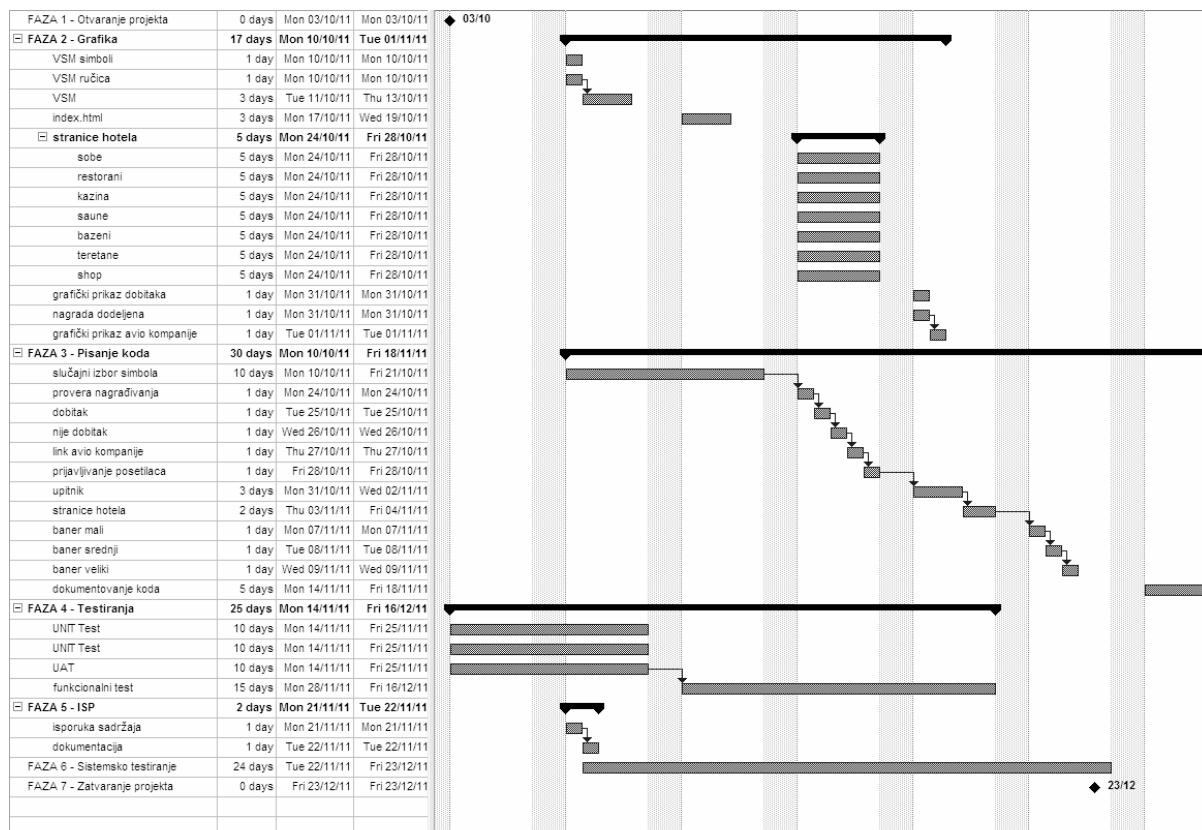 FAZA 1 - Otvaranje projekta 0 days Mon 03/10/11 Mon 03/10/11 03/10
FAZA 2 - Grafika 17 days Mon 10/10/11 Tue 01/11/11
VSM simboli 1 day Mon 10/10/11 Mon 10/10/11
VSM ručica 1 day Mon 10/10/11 Mon 10/10/11
VSM 3 days Tue 11/10/11 Thu 13/10/11
index.html 3 days Mon 17/10/11 Wed 19/10/11
stranice hotela 5 days Mon 24/10/11 Fri 28/10/11
sobe 5 days Mon 24/10/11 Fri 28/10/11
restorani 5 days Mon 24/10/11 Fri 28/10/11
kazina 5 days Mon 24/10/11 Fri 28/10/11
saune 5 days Mon 24/10/11 Fri 28/10/11
bazeni 5 days Mon 24/10/11 Fri 28/10/11
teretane 5 days Mon 24/10/11 Fri 28/10/11
shop 5 days Mon 24/10/11 Fri 28/10/11
grafički prikaz dobitaka 1 day Mon 31/10/11 Mon 31/10/11
nagrada dodeljena 1 day Mon 31/10/11 Mon 31/10/11
grafički prikaz avio kompanije 1 day Tue 01/11/11 Tue 01/11/11
FAZA 3 - Pisanje koda 30 days Mon 10/10/11 Fri 18/11/11
slučajni izbor simbola 10 days Mon 10/10/11 Fri 21/10/11
provera nagrađivanja 1 day Mon 24/10/11 Mon 24/10/11
dobitak 1 day Tue 25/10/11 Tue 25/10/11
nije dobitak 1 day Wed 26/10/11 Wed 26/10/11
link avio kompanije 1 day Thu 27/10/11 Thu 27/10/11
prijavljivanje posetilaca 1 day Fri 28/10/11 Fri 28/10/11
upitnik 3 days Mon 31/10/11 Wed 02/11/11
stranice hotela 2 days Thu 03/11/11 Fri 04/11/11
baner mali 1 day Mon 07/11/11 Mon 07/11/11
baner srednji 1 day Tue 08/11/11 Tue 08/11/11
baner veliki 1 day Wed 09/11/11 Wed 09/11/11
dokumentovanje koda 5 days Mon 14/11/11 Fri 18/11/11
FAZA 4 - Testiranja 25 days Mon 14/11/11 Fri 16/12/11
UNIT Test 10 days Mon 14/11/11 Fri 25/11/11
UNIT Test 10 days Mon 14/11/11 Fri 25/11/11
UAT 10 days Mon 14/11/11 Fri 25/11/11
funkcionalni test 15 days Mon 28/11/11 Fri 16/12/11
FAZA 5 - ISP 2 days Mon 21/11/11 Tue 22/11/11
isporuka sadržaja 1 day Mon 21/11/11 Mon 21/11/11
dokumentacija 1 day Tue 22/11/11 Tue 22/11/11
FAZA 6 - Sistemsko testiranje 24 days Tue 22/11/11 Fri 23/12/11
FAZA 7 - Zatvaranje projekta 0 days Fri 23/12/11 Fri 23/12/11 23/12